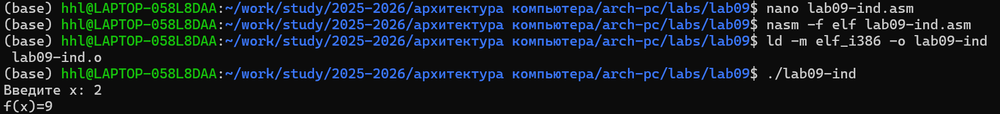 (base) hhl@LAPTOP-058L8DAA:~/work/study/2025-2026/архитектура компьютера/arch-pc/labs/lab09$ nano lab09-ind.asm
(base) hhl@LAPTOP-058L8DAA:~/work/study/2025-2026/архитектура компьютера/arch-pc/labs/lab09$ nasm -f elf lab09-ind.asm
(base) hhl@LAPTOP-058L8DAA:~/work/study/2025-2026/архитектура компьютера/arch-pc/labs/lab09$ ld -m elf_i386 -o lab09-ind
 lab09-ind.o
(base) hhl@LAPTOP-058L8DAA:~/work/study/2025-2026/архитектура компьютера/arch-pc/labs/lab09$ ./lab09-ind
Введите x: 2
f(x)=9